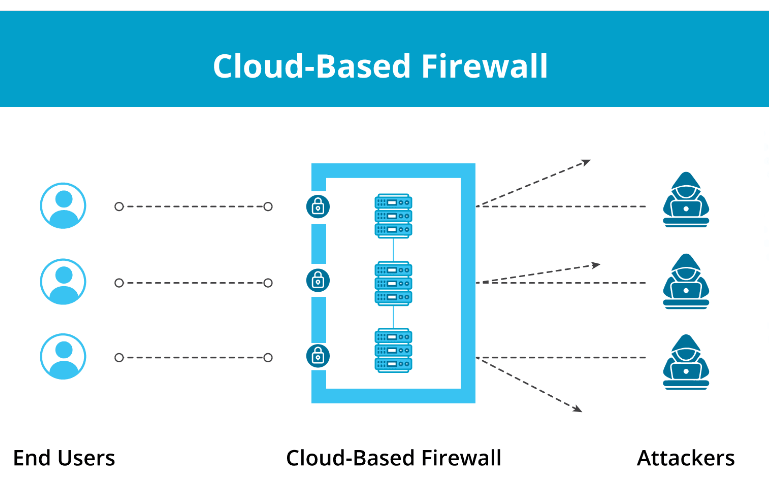 Cloud-Based Firewall
End Users
Cloud-Based Firewall
Attackers